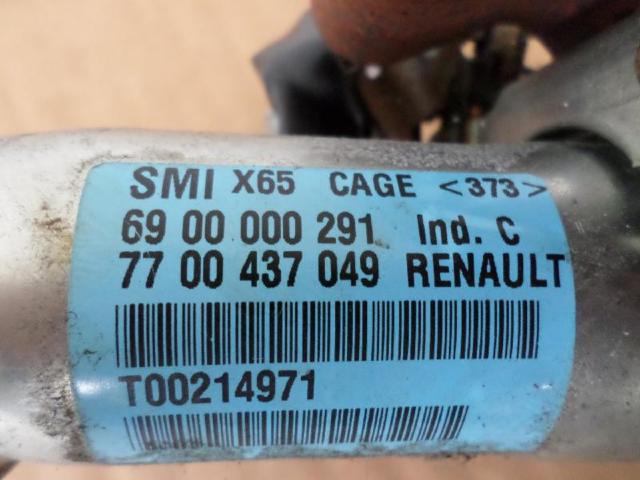 SMI X65 CAGE <373>
69 00 000 291 Ind. C
77 00 437 049 RENAULT
T00214971